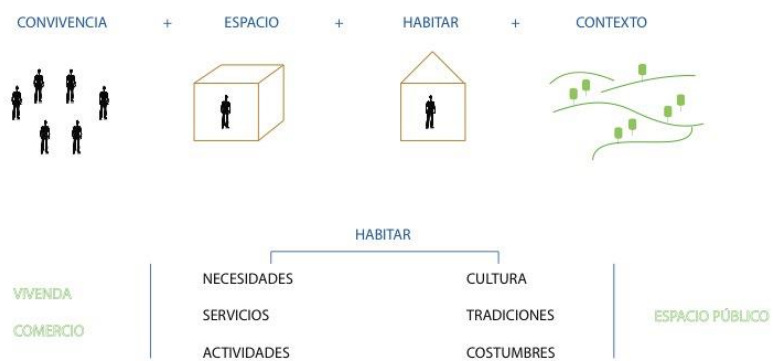 CONVIVENCIA + ESPACIO + HABITAR + CONTEXTO
HABITAR
VIVENDA
COMERCIO
NECESIDADES
SERVICIOS
ACTIVIDADES
CULTURA
TRADICIONES
COSTUMBRES
ESPACIO PÚBLICO